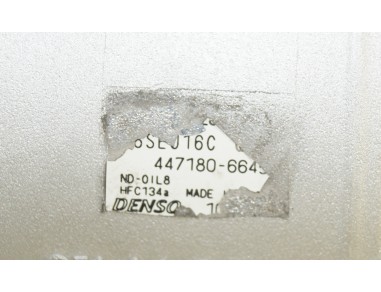 6SEU16C
447180-664
ND-OIL8
HFC134a MADE
DENSO